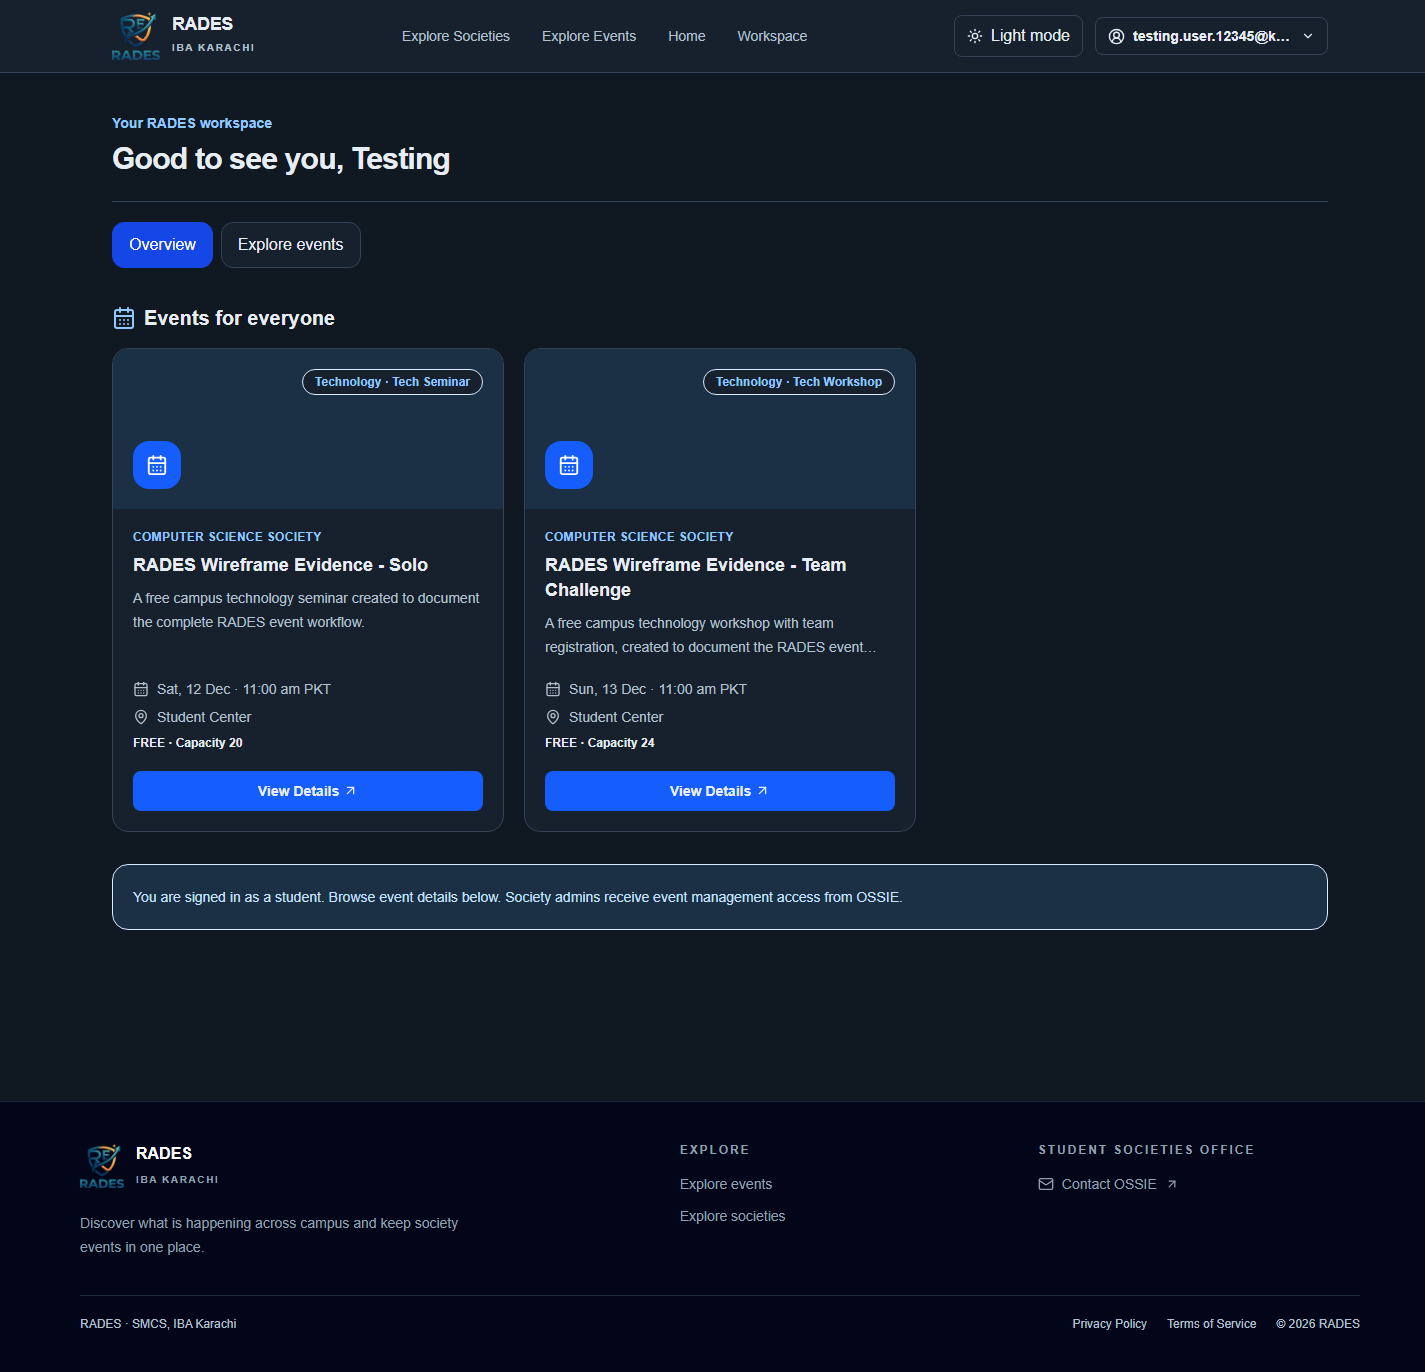 RADES
RADES
IBA KARACHI
Explore Societies
Explore Events
Home
Workspace
Light mode
testing.user.12345@k...
Your RADES workspace
Good to see you, Testing
Overview
Explore events
Events for everyone
Technology · Tech Seminar
COMPUTER SCIENCE SOCIETY
RADES Wireframe Evidence - Solo
A free campus technology seminar created to document
the complete RADES event workflow.
Sat, 12 Dec · 11:00 am PKT
Student Center
FREE · Capacity 20
View Details
Technology · Tech Workshop
COMPUTER SCIENCE SOCIETY
RADES Wireframe Evidence - Team
Challenge
A free campus technology workshop with team
registration, created to document the RADES event...
Sun, 13 Dec · 11:00 am PKT
Student Center
FREE · Capacity 24
View Details
You are signed in as a student. Browse event details below. Society admins receive event management access from OSSIE.
RADES
RADES
IBA KARACHI
Discover what is happening across campus and keep society
events in one place.
EXPLORE
Explore events
Explore societies
STUDENT SOCIETIES OFFICE
Contact OSSIE
RADES · SMCS, IBA Karachi
Privacy Policy
Terms of Service
© 2026 RADES